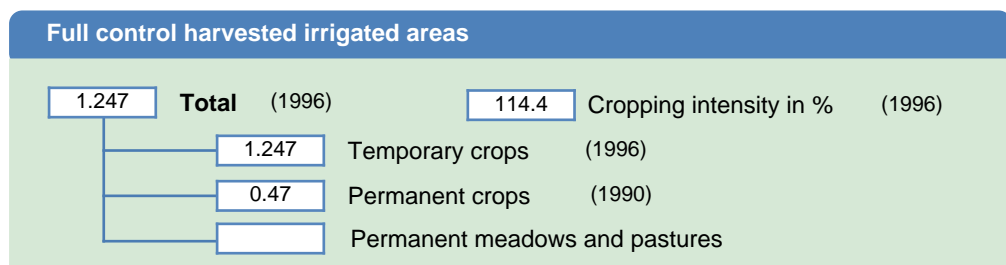 Full control harvested irrigated areas
1.247 Total (1996) 114.4 Cropping intensity in % (1996)
1.247 Temporary crops (1996)
0.47 Permanent crops (1990)
Permanent meadows and pastures